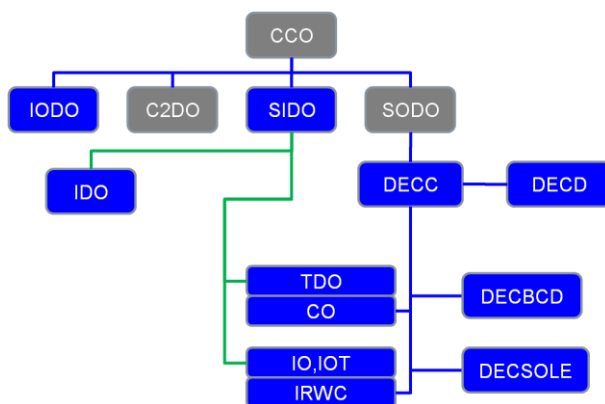 CCO
IODO
C2DO
SIDO
SODO
IDO
DECC
DECD
TDO
CO
DECBCD
IO,IOT
IRWC
DECSOLE